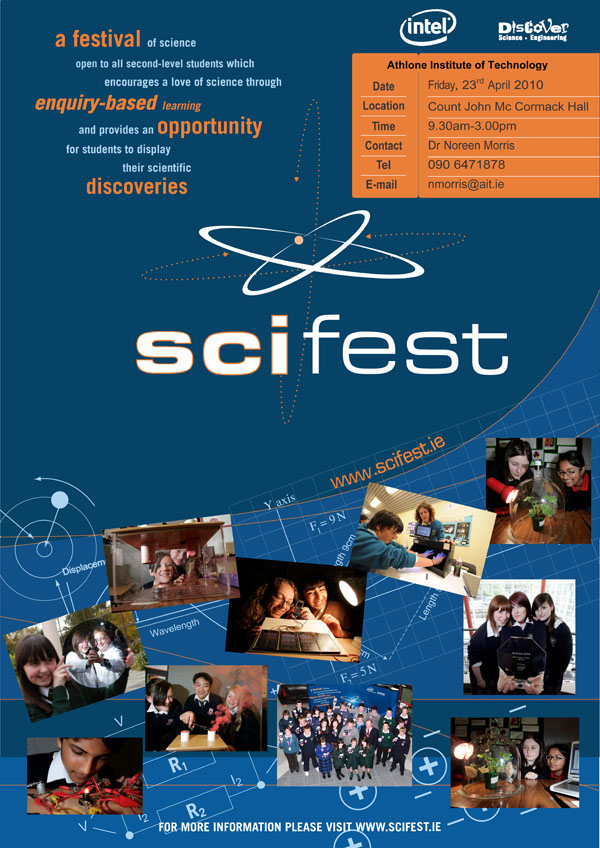 a festival of science
open to all second-level students which
encourages a love of science through
enquiry-based learning
and provides an opportunity
for students to display
their scientific
discoveries
intel
Discover
Science + Engineering
Athlone Institute of Technology
Date Friday, 23rd April 2010
Location Count John Mc Cormack Hall
Time 9.30am-3.00pm
Contact Dr Noreen Morris
Tel 090 6471878
E-mail nmorris@ait.ie
scifest
www.scifest.ie
Y axis
F₁=9N
Wavelength
Length
F₂=5N
V
R₁
I₂
V
R₂
I₂
V
FOR MORE INFORMATION PLEASE VISIT WWW.SCIFEST.IE